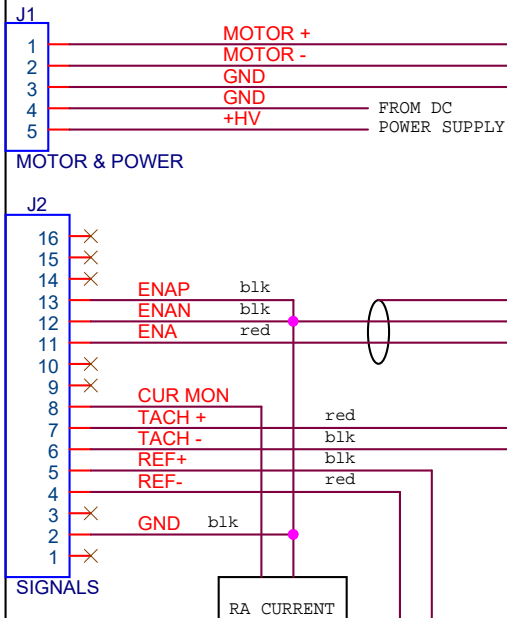 J1
1 MOTOR +
2 MOTOR -
3 GND
4 GND FROM DC
5 +HV POWER SUPPLY
MOTOR & POWER
J2
16
15
14
13 ENAP blk
12 ENAN blk
11 ENA red
10
9
8 CUR MON
7 TACH + red
6 TACH - blk
5 REF+ blk
4 REF- red
3
2 GND blk
1
SIGNALS
RA CURRENT